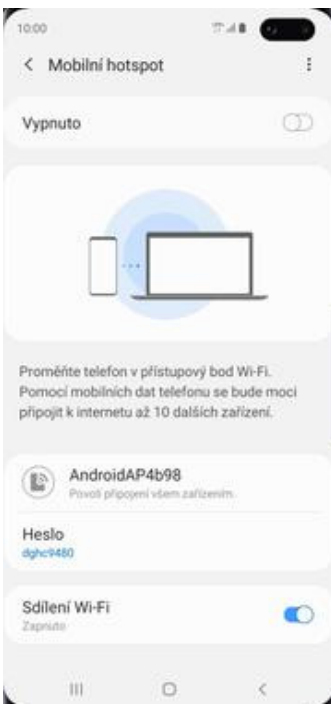 10:00
Mobilní hotspot
Vypnuto
Proměňte telefon v přístupový bod Wi-Fi.
Pomocí mobilních dat telefonu se bude moci
připojit k internetu až 10 dalších zařízení.
AndroidAP4b98
Povolí připojení všem zařízením.
Heslo
dghc9480
Sdílení Wi-Fi
Zapnuto